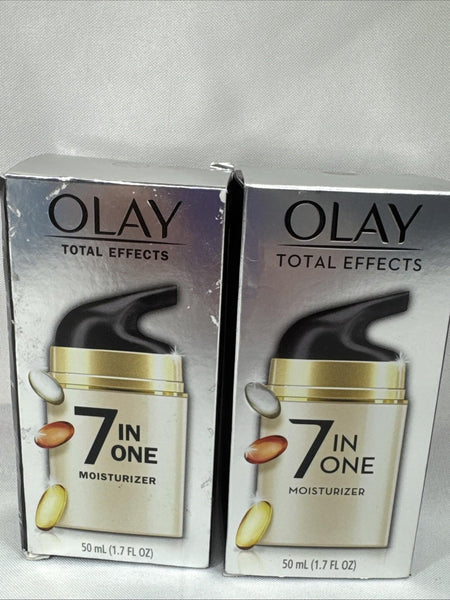 OLAY
TOTAL EFFECTS
7 IN
ONE
MOISTURIZER
50 mL (1.7 FL OZ)
OLAY
TOTAL EFFECTS
7 IN
ONE
MOISTURIZER
50 mL (1.7 FL OZ)